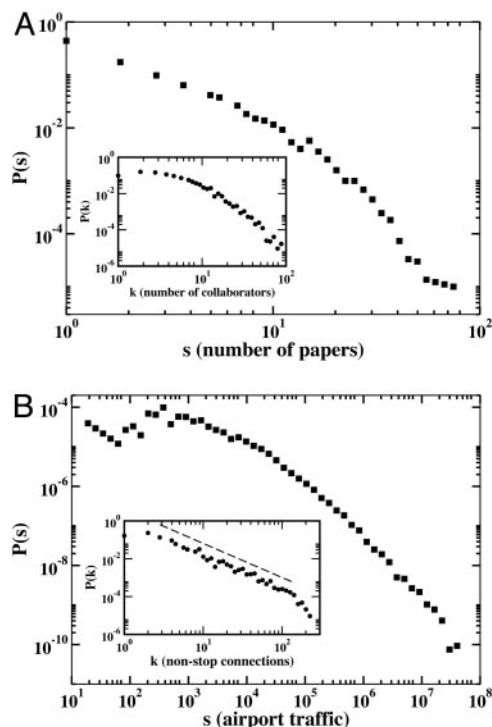 A
10^0
10^-2
10^-4
P(s)
10^0
10^-2
10^-4
10^-6
P(k)
10^0 10^1 10^2
k (number of collaborators)
10^0 10^1 10^2
s (number of papers)
B
10^-4
10^-6
10^-8
10^-10
P(s)
10^0
10^-2
10^-4
10^-6
P(k)
10^0 10^1 10^2
k (non-stop connections)
10^1 10^2 10^3 10^4 10^5 10^6 10^7 10^8
s (airport traffic)